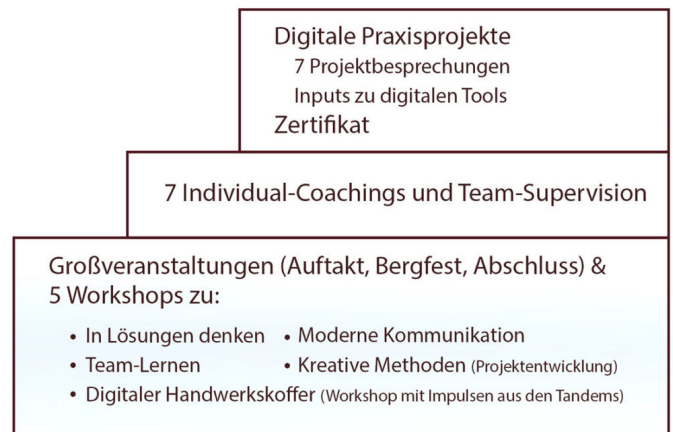 Digitale Praxisprojekte
7 Projektbesprechungen
Inputs zu digitalen Tools
Zertifikat
7 Individual-Coachings und Team-Supervision
Großveranstaltungen (Auftakt, Bergfest, Abschluss) &
5 Workshops zu:
• In Lösungen denken • Moderne Kommunikation
• Team-Lernen • Kreative Methoden (Projektentwicklung)
• Digitaler Handwerkskoffer (Workshop mit Impulsen aus den Tandems)